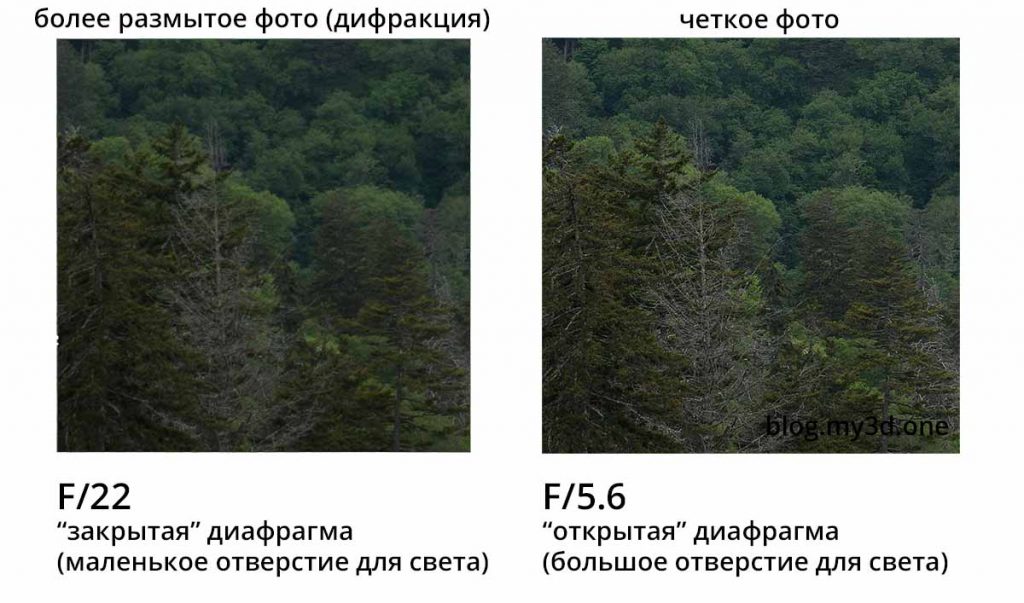 более размытое фото (дифракция)
четкое фото
blog.my3d.one
F/22
“закрытая” диафрагма
(маленькое отверстие для света)
F/5.6
“открытая” диафрагма
(большое отверстие для света)